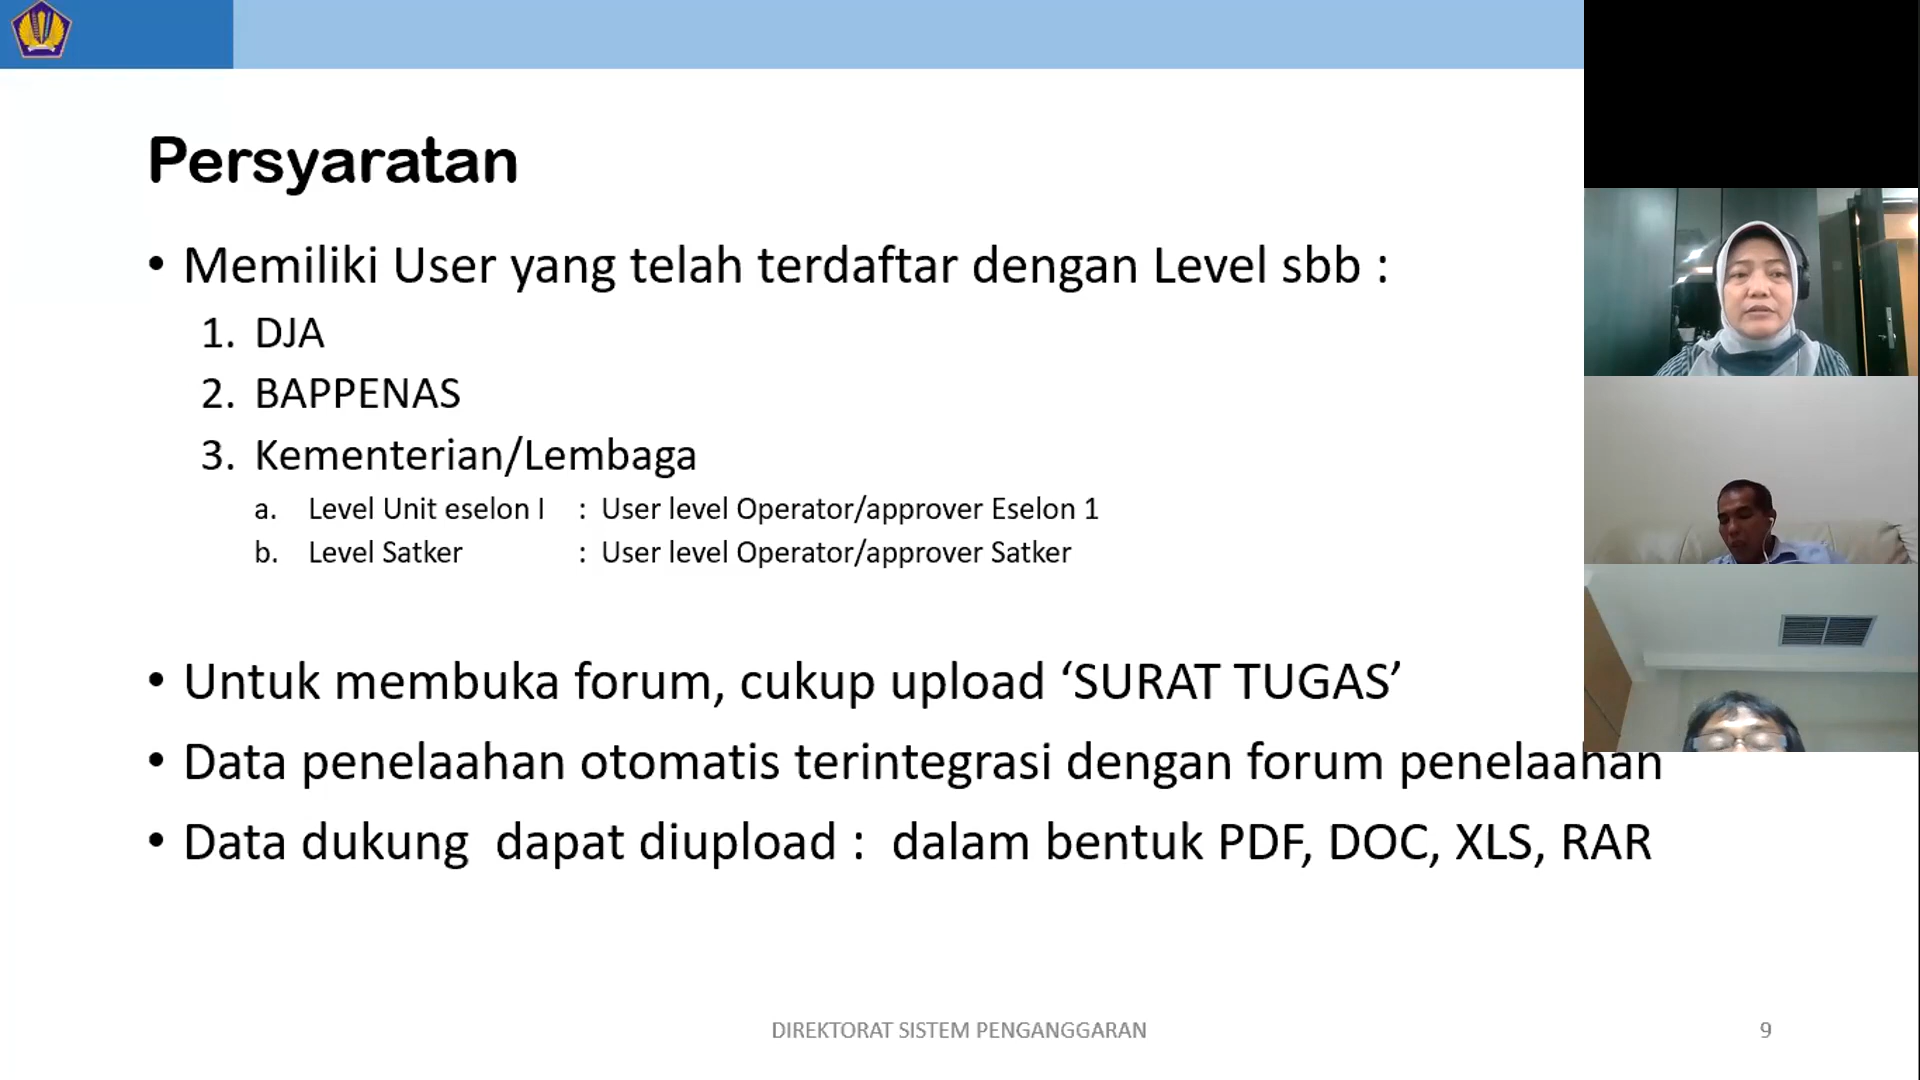 Persyaratan
• Memiliki User yang telah terdaftar dengan Level sbb :
1. DJA
2. BAPPENAS
3. Kementerian/Lembaga
a. Level Unit eselon I : User level Operator/approver Eselon 1
b. Level Satker : User level Operator/approver Satker
• Untuk membuka forum, cukup upload ‘SURAT TUGAS’
• Data penelaahan otomatis terintegrasi dengan forum penelaahan
• Data dukung dapat diupload : dalam bentuk PDF, DOC, XLS, RAR
DIREKTORAT SISTEM PENGANGGARAN
9